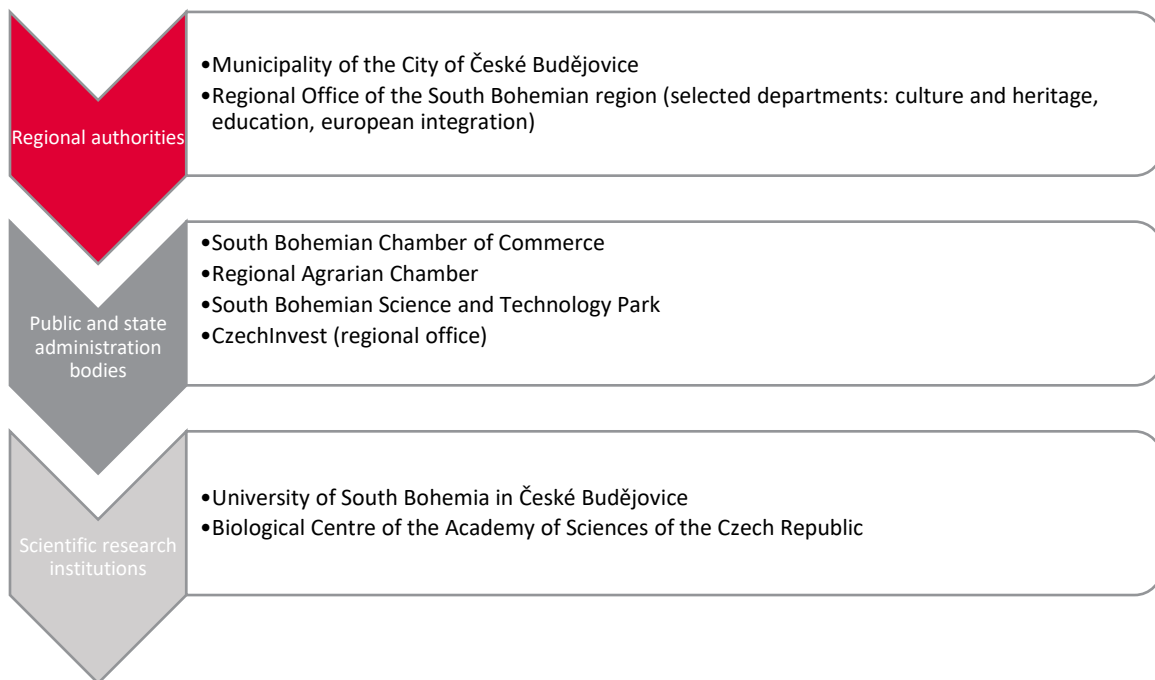 Regional authorities
•Municipality of the City of České Budějovice
•Regional Office of the South Bohemian region (selected departments: culture and heritage,
education, european integration)
Public and state
administration
bodies
•South Bohemian Chamber of Commerce
•Regional Agrarian Chamber
•South Bohemian Science and Technology Park
•CzechInvest (regional office)
Scientific research
institutions
•University of South Bohemia in České Budějovice
•Biological Centre of the Academy of Sciences of the Czech Republic